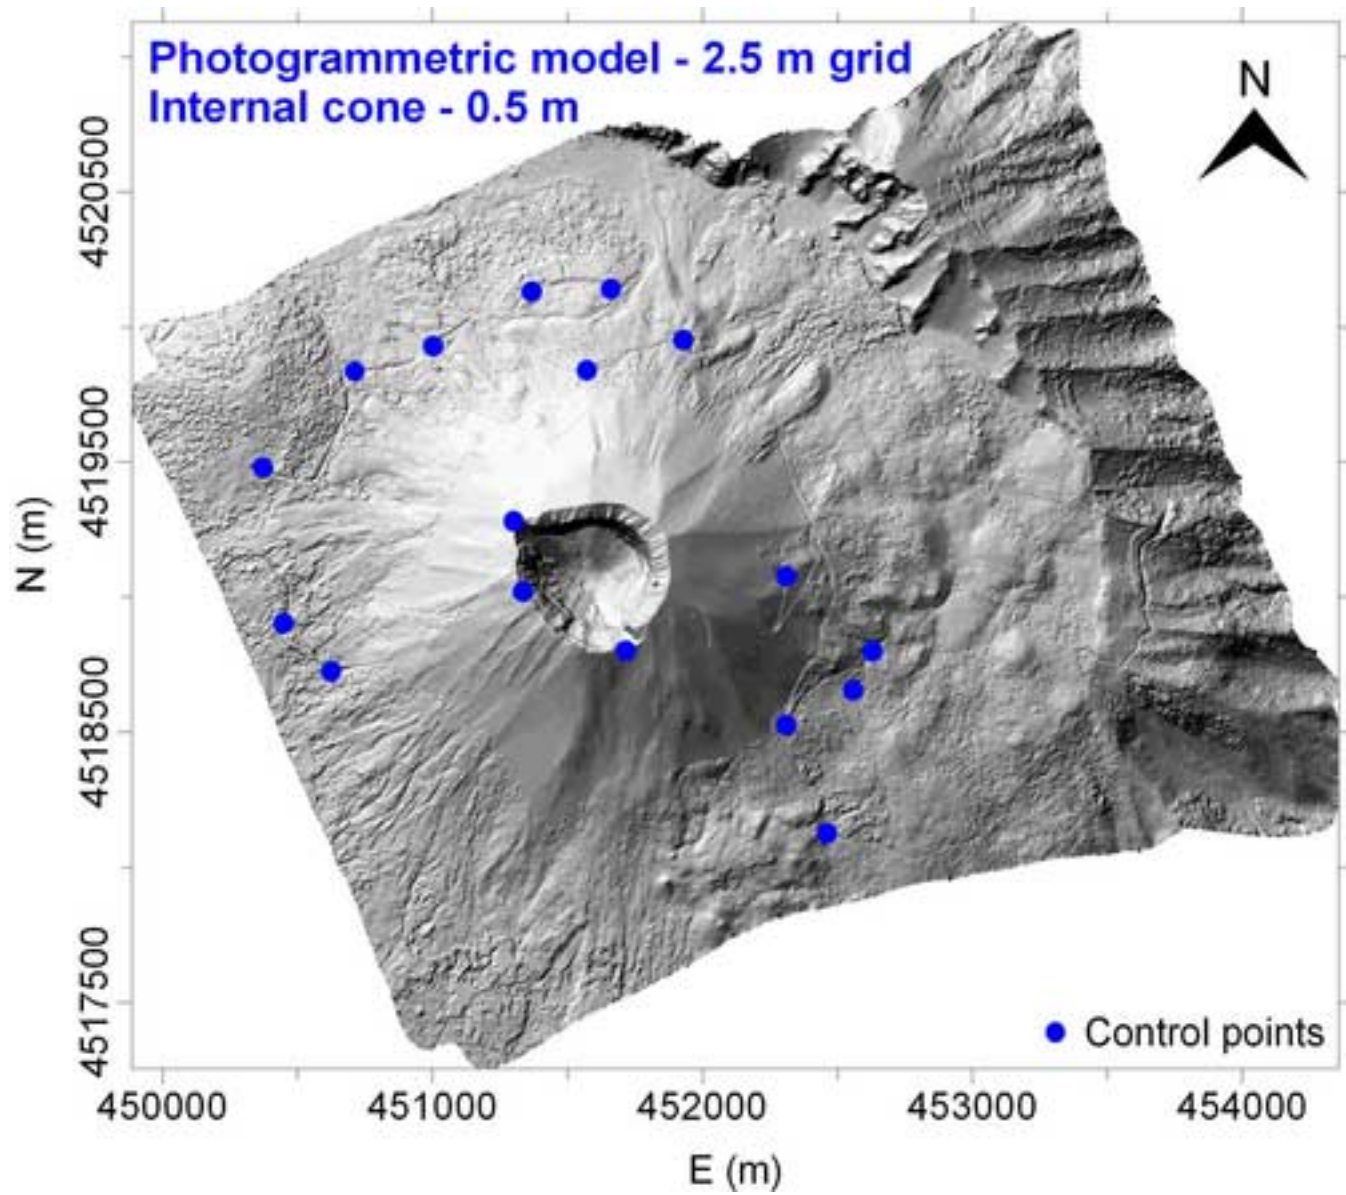 Photogrammetric model - 2.5 m grid
Internal cone - 0.5 m
N
4520500
4519500
4518500
4517500
N (m)
Control points
450000 451000 452000 453000 454000
E (m)